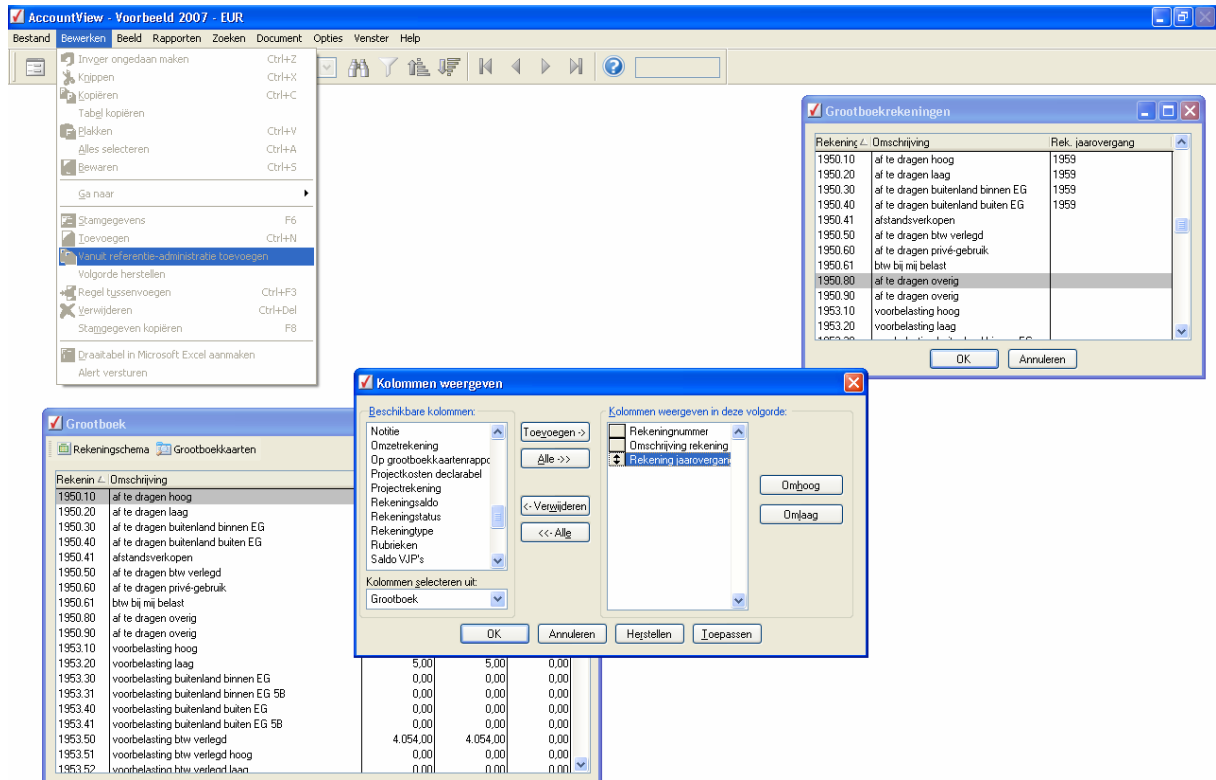 AccountView - Voorbeeld 2007 - EUR
Bestand Bewerken Beeld Rapporten Zoeken Document Opties Venster Help
Invoer ongedaan maken Ctrl+Z
Knippen Ctrl+X
Kopiëren Ctrl+C
Tabel kopiëren
Plakken Ctrl+V
Alles selecteren Ctrl+A
Bewaren Ctrl+S
Ga naar
Stamgegevens F6
Toevoegen Ctrl+N
Vanuit referentie-administratie toevoegen
Volgorde herstellen
Regel tussenvoegen Ctrl+F3
Verwijderen Ctrl+Del
Stamgegeven kopiëren F8
Draaitabel in Microsoft Excel aanmaken
Alert versturen
Grootboekrekeningen
Rekening Omschrijving Rek. jaarovergang
1950.10 af te dragen hoog 1959
1950.20 af te dragen laag 1959
1950.30 af te dragen buitenland binnen EG 1959
1950.40 af te dragen buitenland buiten EG 1959
1950.41 afstandsverkopen
1950.50 af te dragen btw verlegd
1950.60 af te dragen privé-gebruik
1950.61 btw bij mij belast
1950.80 af te dragen overig
1950.90 af te dragen overig
1953.10 voorbelasting hoog
1953.20 voorbelasting laag
OK Annuleren
Kolommen weergeven
Beschikbare kolommen:
Notitie
Omzetrekening
Op grootboekkaartenrappo
Projectkosten declarabel
Projectrekening
Rekeningsaldo
Rekeningstatus
Rekeningtype
Rubrieken
Saldo VJP's
Kolommen selecteren uit:
Grootboek
Toevoegen ->
Alle ->>
<- Verwijderen
<<- Alle
Kolommen weergeven in deze volgorde:
Rekeningnummer
Omschrijving rekening
Rekening jaarovergan
Omhoog
Omlaag
OK Annuleren Herstellen Toepassen
Grootboek
Rekeningschema Grootboekkaarten
Rekenin Omschrijving
1950.10 af te dragen hoog
1950.20 af te dragen laag
1950.30 af te dragen buitenland binnen EG
1950.40 af te dragen buitenland buiten EG
1950.41 afstandsverkopen
1950.50 af te dragen btw verlegd
1950.60 af te dragen privé-gebruik
1950.61 btw bij mij belast
1950.80 af te dragen overig
1950.90 af te dragen overig
1953.10 voorbelasting hoog
1953.20 voorbelasting laag 5,00 5,00 0,00
1953.30 voorbelasting buitenland binnen EG 0,00 0,00 0,00
1953.31 voorbelasting buitenland binnen EG 5B 0,00 0,00 0,00
1953.40 voorbelasting buitenland buiten EG 0,00 0,00 0,00
1953.41 voorbelasting buitenland buiten EG 5B 0,00 0,00 0,00
1953.50 voorbelasting btw verlegd 4.054,00 4.054,00 0,00
1953.51 voorbelasting btw verlegd hoog 0,00 0,00 0,00
1953.52 voorbelasting btw verlegd laag 0,00 0,00 0,00